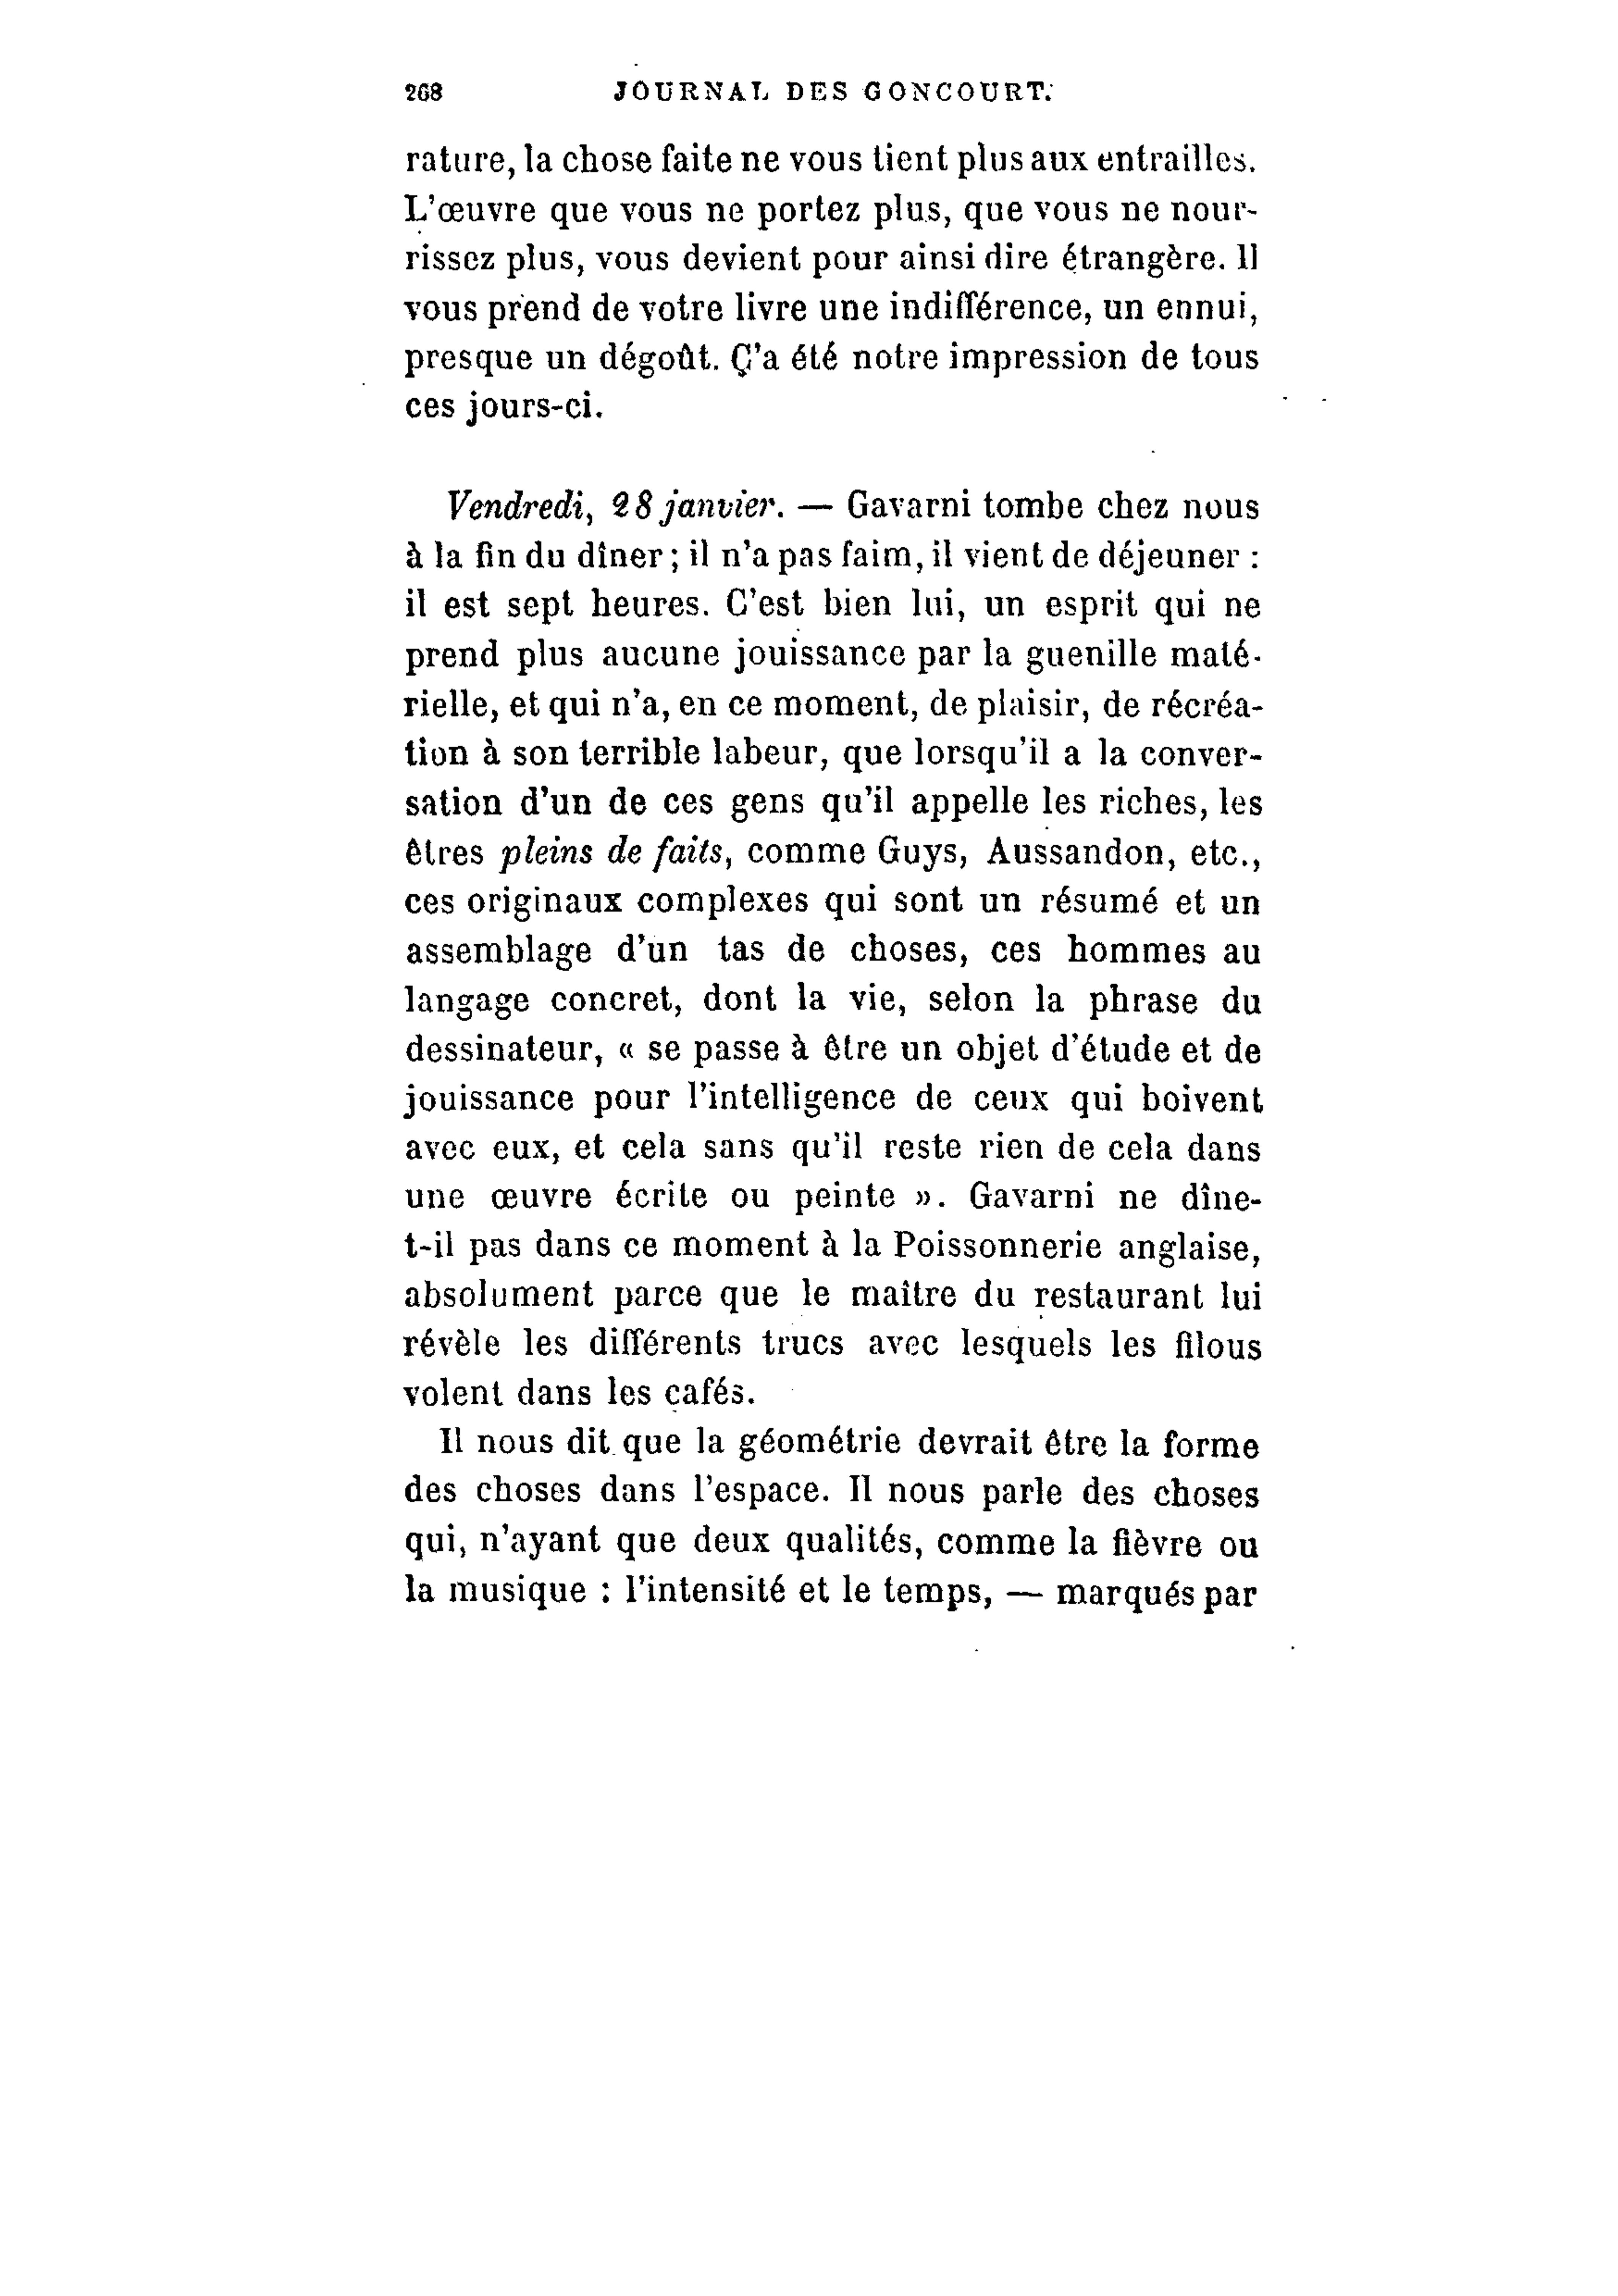 268 JOURNAL DES GONCOURT.
rature, la chose faite ne vous tient plus aux entrailles.
L'œuvre que vous ne portez plus, que vous ne nour-
rissez plus, vous devient pour ainsi dire étrangère. Il
vous prend de votre livre une indifférence, un ennui,
presque un dégoût. Ç'a été notre impression de tous
ces jours-ci.
Vendredi, 28 janvier. — Gavarni tombe chez nous
à la fin du dîner ; il n'a pas faim, il vient de déjeuner :
il est sept heures. C'est bien lui, un esprit qui ne
prend plus aucune jouissance par la guenille maté-
rielle, et qui n'a, en ce moment, de plaisir, de récréa-
tion à son terrible labeur, que lorsqu'il a la conver-
sation d'un de ces gens qu'il appelle les riches, les
êtres pleins de faits, comme Guys, Aussandon, etc.,
ces originaux complexes qui sont un résumé et un
assemblage d'un tas de choses, ces hommes au
langage concret, dont la vie, selon la phrase du
dessinateur, « se passe à être un objet d'étude et de
jouissance pour l'intelligence de ceux qui boivent
avec eux, et cela sans qu'il reste rien de cela dans
une œuvre écrite ou peinte ». Gavarni ne dîne-
t-il pas dans ce moment à la Poissonnerie anglaise,
absolument parce que le maître du restaurant lui
révèle les différents trucs avec lesquels les filous
volent dans les cafés.
Il nous dit que la géométrie devrait être la forme
des choses dans l'espace. Il nous parle des choses
qui, n'ayant que deux qualités, comme la fièvre ou
la musique : l'intensité et le temps, — marqués par